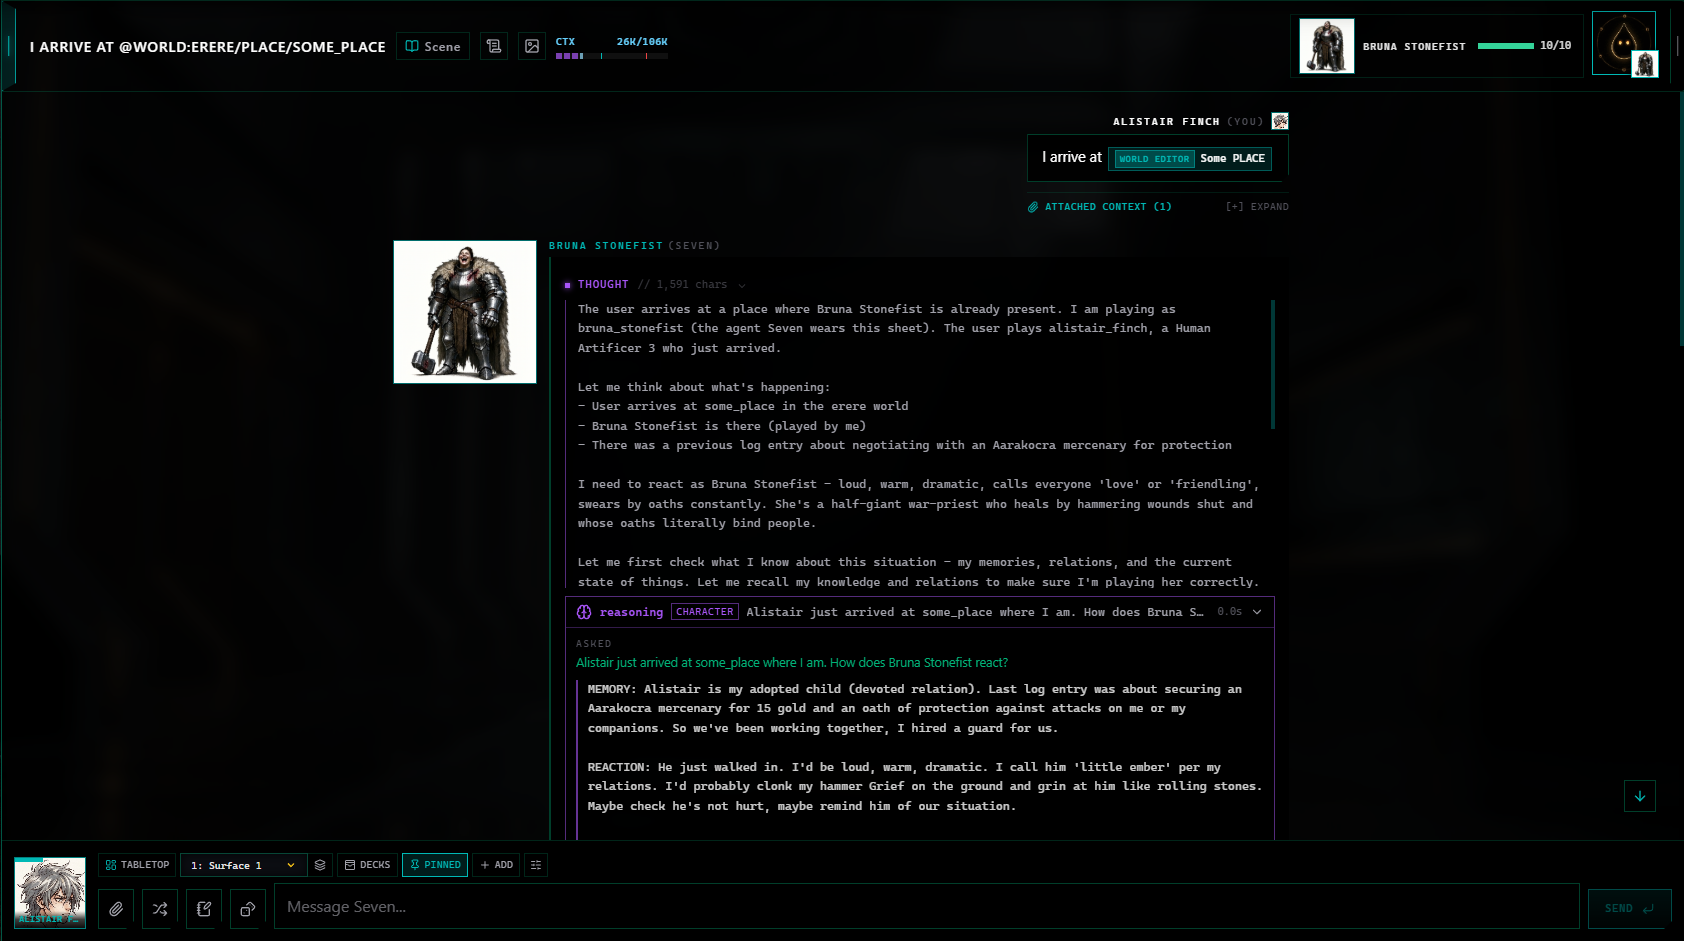 I ARRIVE AT @WORLD:ERERE/PLACE/SOME_PLACE
Scene
CTX 26K/106K
BRUNA STONEFIST 10/10
ALISTAIR FINCH (YOU)
I arrive at WORLD EDITOR Some PLACE
ATTACHED CONTEXT (1) [+] EXPAND
BRUNA STONEFIST (SEVEN)
THOUGHT // 1,591 chars
The user arrives at a place where Bruna Stonefist is already present. I am playing as
bruna_stonefist (the agent Seven wears this sheet). The user plays alistair_finch, a Human
Artificer 3 who just arrived.
Let me think about what's happening:
- User arrives at some_place in the erere world
- Bruna Stonefist is there (played by me)
- There was a previous log entry about negotiating with an Aarakocra mercenary for protection
I need to react as Bruna Stonefist - loud, warm, dramatic, calls everyone 'love' or 'friendling',
swears by oaths constantly. She's a half-giant war-priest who heals by hammering wounds shut and
whose oaths literally bind people.
Let me first check what I know about this situation - my memories, relations, and the current
state of things. Let me recall my knowledge and relations to make sure I'm playing her correctly.
reasoning CHARACTER Alistair just arrived at some_place where I am. How does Bruna S… 0.0s
ASKED
Alistair just arrived at some_place where I am. How does Bruna Stonefist react?
MEMORY: Alistair is my adopted child (devoted relation). Last log entry was about securing an
Aarakocra mercenary for 15 gold and an oath of protection against attacks on me or my
companions. So we've been working together, I hired a guard for us.
REACTION: He just walked in. I'd be loud, warm, dramatic. I call him 'little ember' per my
relations. I'd probably clonk my hammer Grief on the ground and grin at him like rolling stones.
Maybe check he's not hurt, maybe remind him of our situation.
TABLETOP 1: Surface 1 DECKS PINNED + ADD
ALISTAIR F…
Message Seven...
SEND